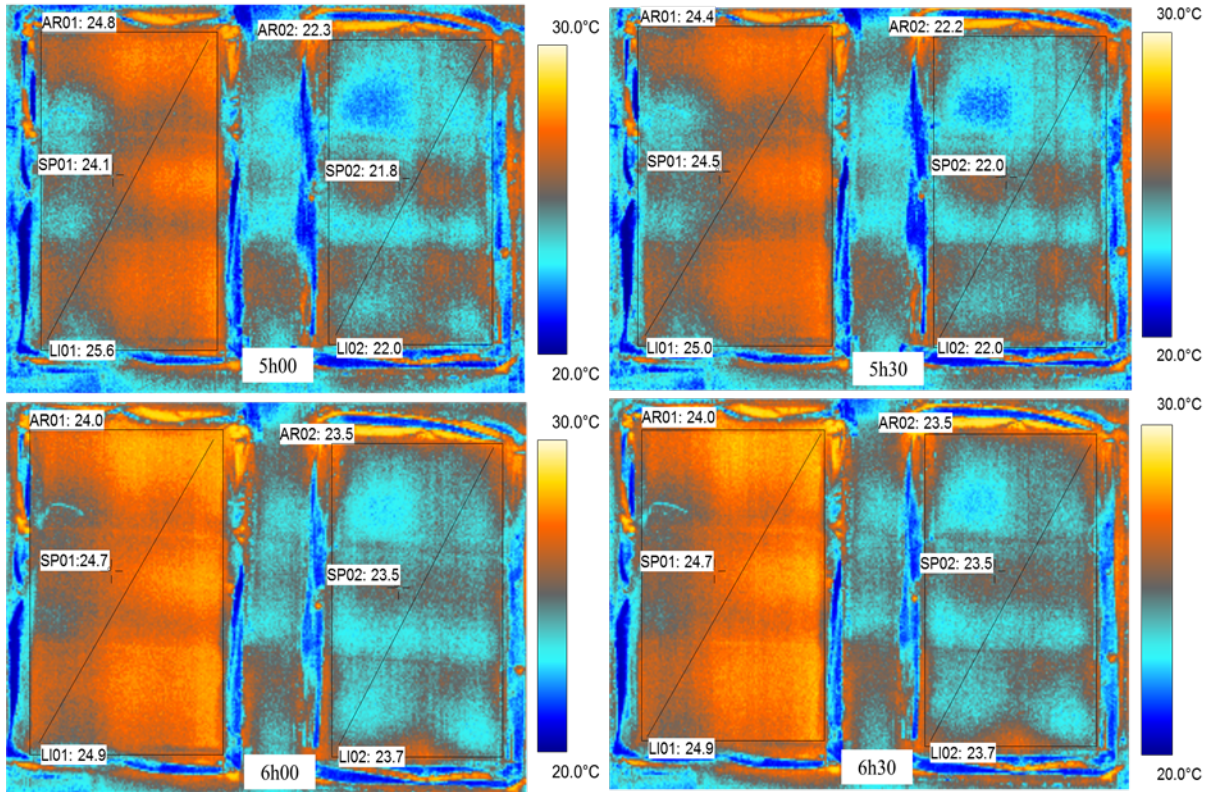 AR01: 24.8
AR02: 22.3
30.0°C
SP01: 24.1
SP02: 21.8
LI01: 25.6
LI02: 22.0
20.0°C
5h00
AR01: 24.4
AR02: 22.2
30.0°C
SP01: 24.5
SP02: 22.0
LI01: 25.0
LI02: 22.0
20.0°C
5h30
AR01: 24.0
AR02: 23.5
30.0°C
SP01:24.7
SP02: 23.5
LI01: 24.9
LI02: 23.7
20.0°C
6h00
AR01: 24.0
AR02: 23.5
30.0°C
SP01: 24.7
SP02: 23.5
LI01: 24.9
LI02: 23.7
20.0°C
6h30